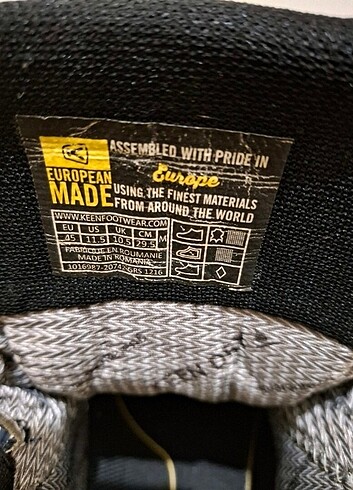 ASSEMBLED WITH PRIDE IN
Europe
EUROPEAN
MADE
USING THE FINEST MATERIALS
FROM AROUND THE WORLD
WWW.KEENFOOTWEAR.COM
EU US UK CM
45 11.5 10.5 29.5 M
FABRIQUÉ EN ROUMANIE
MADE IN ROMANIA